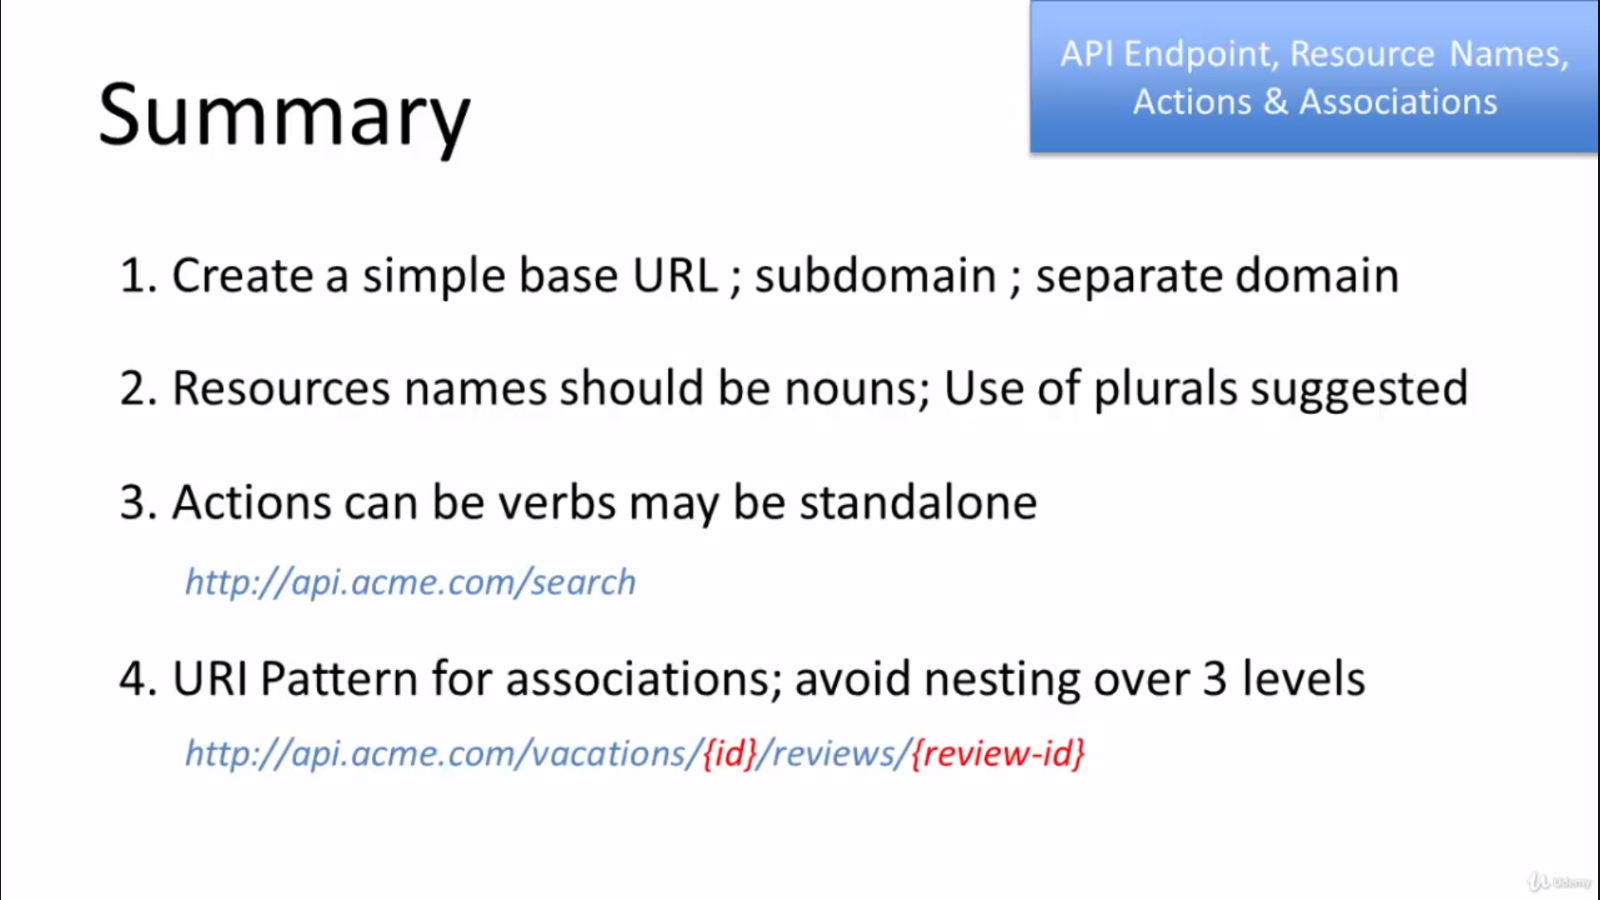 API Endpoint, Resource Names,
Actions & Associations
Summary
1. Create a simple base URL ; subdomain ; separate domain
2. Resources names should be nouns; Use of plurals suggested
3. Actions can be verbs may be standalone
http://api.acme.com/search
4. URI Pattern for associations; avoid nesting over 3 levels
http://api.acme.com/vacations/{id}/reviews/{review-id}
Udemy